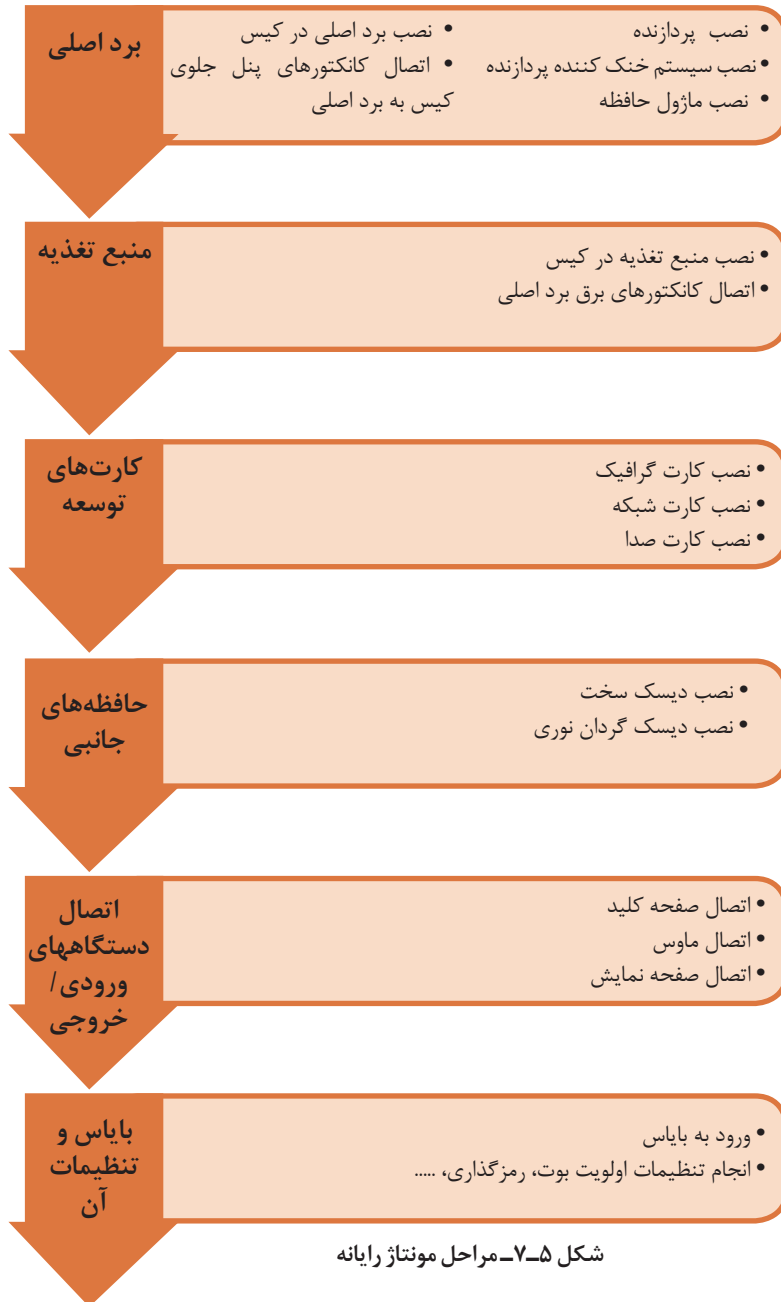 برد اصلی
• نصب پردازنده
• نصب سیستم خنک کننده پردازنده
• نصب ماژول حافظه
• نصب برد اصلی در کیس
• اتصال کانکتورهای پنل جلوی
کیس به برد اصلی
منبع تغذیه
• نصب منبع تغذیه در کیس
• اتصال کانکتورهای برق برد اصلی
کارت‌های
توسعه
• نصب کارت گرافیک
• نصب کارت شبکه
• نصب کارت صدا
حافظه‌های
جانبی
• نصب دیسک سخت
• نصب دیسک گردان نوری
اتصال
دستگاههای
ورودی/
خروجی
• اتصال صفحه کلید
• اتصال ماوس
• اتصال صفحه نمایش
بایاس و
تنظیمات
آن
• ورود به بایاس
• انجام تنظیمات اولویت بوت، رمزگذاری، .....
شکل ۵ــ۷ــ مراحل مونتاژ رایانه